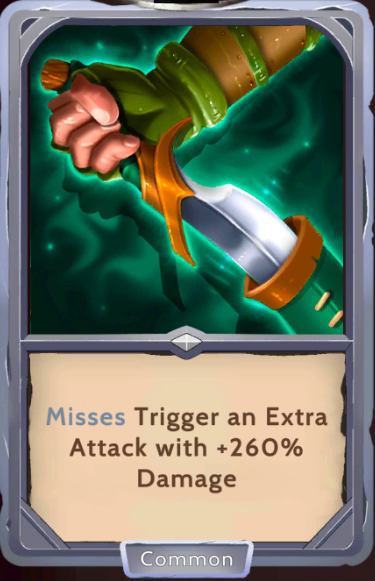 Misses Trigger an Extra
Attack with +260%
Damage
Common